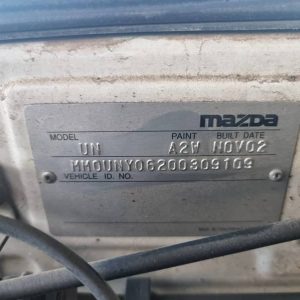 mazda
MODEL PAINT BUILT DATE
UN A2W NOV02
MM0UNY06200309109
VEHICLE ID. NO.